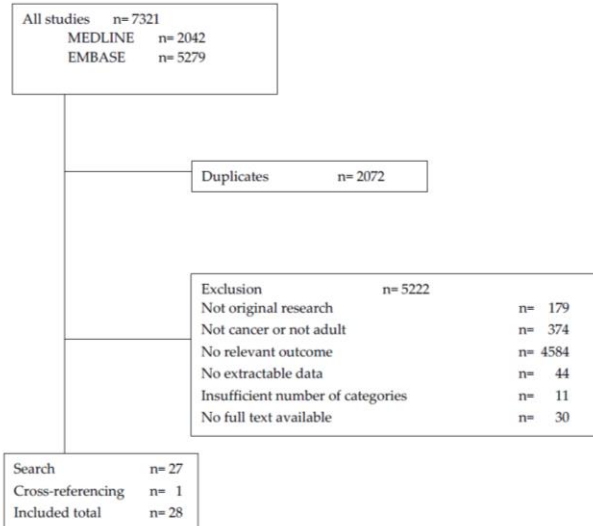 All studies n= 7321
MEDLINE n= 2042
EMBASE n= 5279
Duplicates n= 2072
Exclusion n= 5222
Not original research n= 179
Not cancer or not adult n= 374
No relevant outcome n= 4584
No extractable data n= 44
Insufficient number of categories n= 11
No full text available n= 30
Search n= 27
Cross-referencing n= 1
Included total n= 28